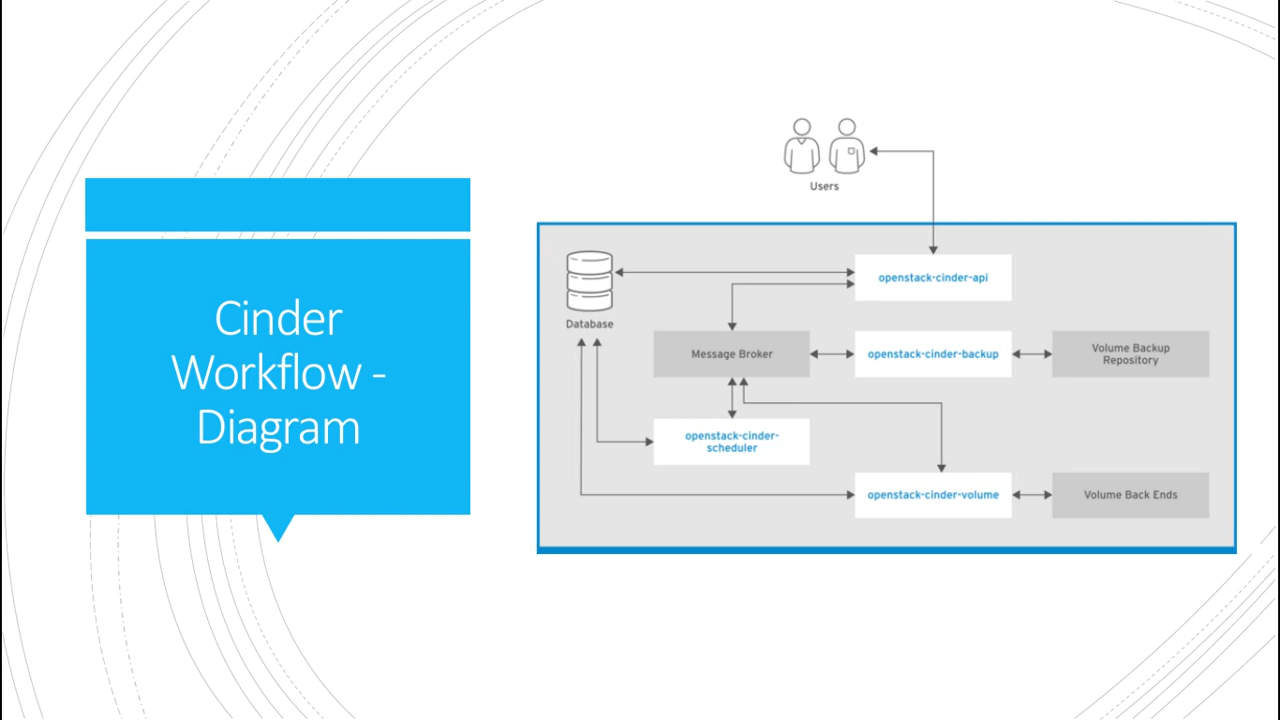 Cinder
Workflow -
Diagram
Users
openstack-cinder-api
Database
Message Broker
openstack-cinder-backup
Volume Backup
Repository
openstack-cinder-
scheduler
openstack-cinder-volume
Volume Back Ends